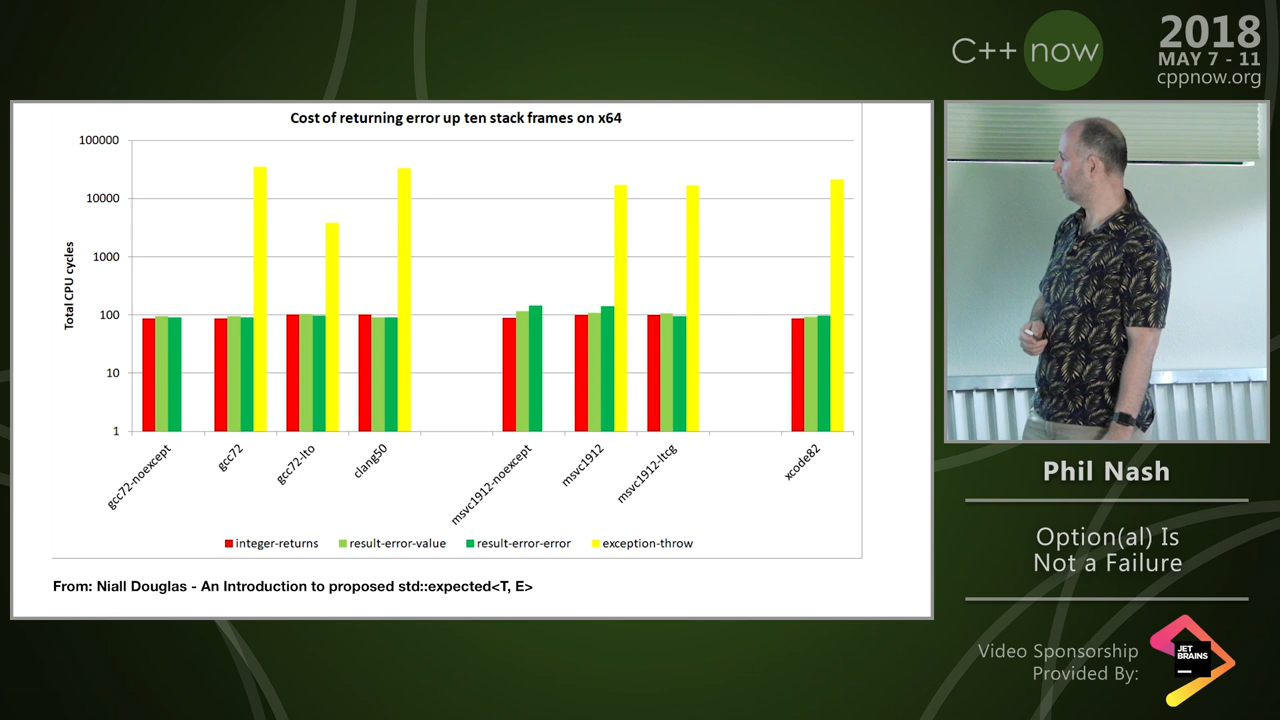 C++ now
2018
MAY 7 - 11
cppnow.org
Cost of returning error up ten stack frames on x64
Total CPU cycles
100000
10000
1000
100
10
1
gcc72-noexcept
gcc72
gcc72-lto
clang50
msvc1912-noexcept
msvc1912
msvc1912-ltcg
xcode82
integer-returns
result-error-value
result-error-error
exception-throw
From: Niall Douglas - An Introduction to proposed std::expected<T, E>
Phil Nash
Option(al) Is
Not a Failure
Video Sponsorship
Provided By:
JET
BRAINS